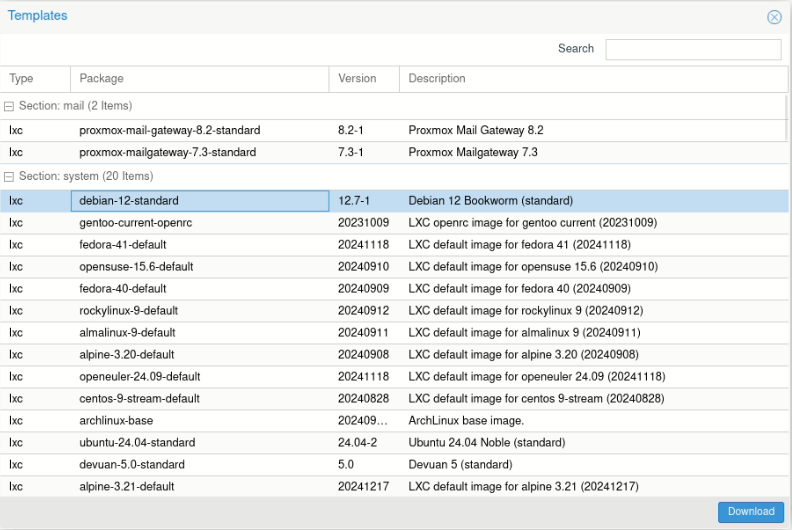 Templates
Search
Type Package Version Description
Section: mail (2 Items)
lxc proxmox-mail-gateway-8.2-standard 8.2-1 Proxmox Mail Gateway 8.2
lxc proxmox-mailgateway-7.3-standard 7.3-1 Proxmox Mailgateway 7.3
Section: system (20 Items)
lxc debian-12-standard 12.7-1 Debian 12 Bookworm (standard)
lxc gentoo-current-openrc 20231009 LXC openrc image for gentoo current (20231009)
lxc fedora-41-default 20241118 LXC default image for fedora 41 (20241118)
lxc opensuse-15.6-default 20240910 LXC default image for opensuse 15.6 (20240910)
lxc fedora-40-default 20240909 LXC default image for fedora 40 (20240909)
lxc rockylinux-9-default 20240912 LXC default image for rockylinux 9 (20240912)
lxc almalinux-9-default 20240911 LXC default image for almalinux 9 (20240911)
lxc alpine-3.20-default 20240908 LXC default image for alpine 3.20 (20240908)
lxc openeuler-24.09-default 20241118 LXC default image for openeuler 24.09 (20241118)
lxc centos-9-stream-default 20240828 LXC default image for centos 9-stream (20240828)
lxc archlinux-base 202409... ArchLinux base image.
lxc ubuntu-24.04-standard 24.04-2 Ubuntu 24.04 Noble (standard)
lxc devuan-5.0-standard 5.0 Devuan 5 (standard)
lxc alpine-3.21-default 20241217 LXC default image for alpine 3.21 (20241217)
Download